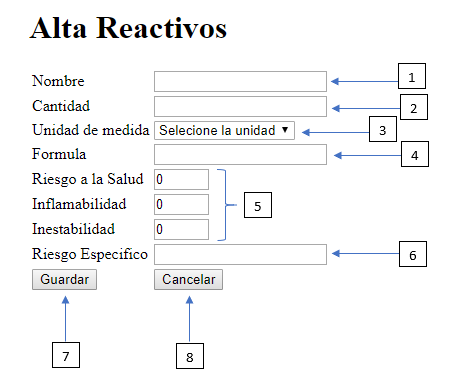 Alta Reactivos
Nombre 1
Cantidad 2
Unidad de medida Selecione la unidad 3
Formula 4
Riesgo a la Salud 0
Inflamabilidad 0 5
Inestabilidad 0
Riesgo Especifico 6
Guardar Cancelar
7 8